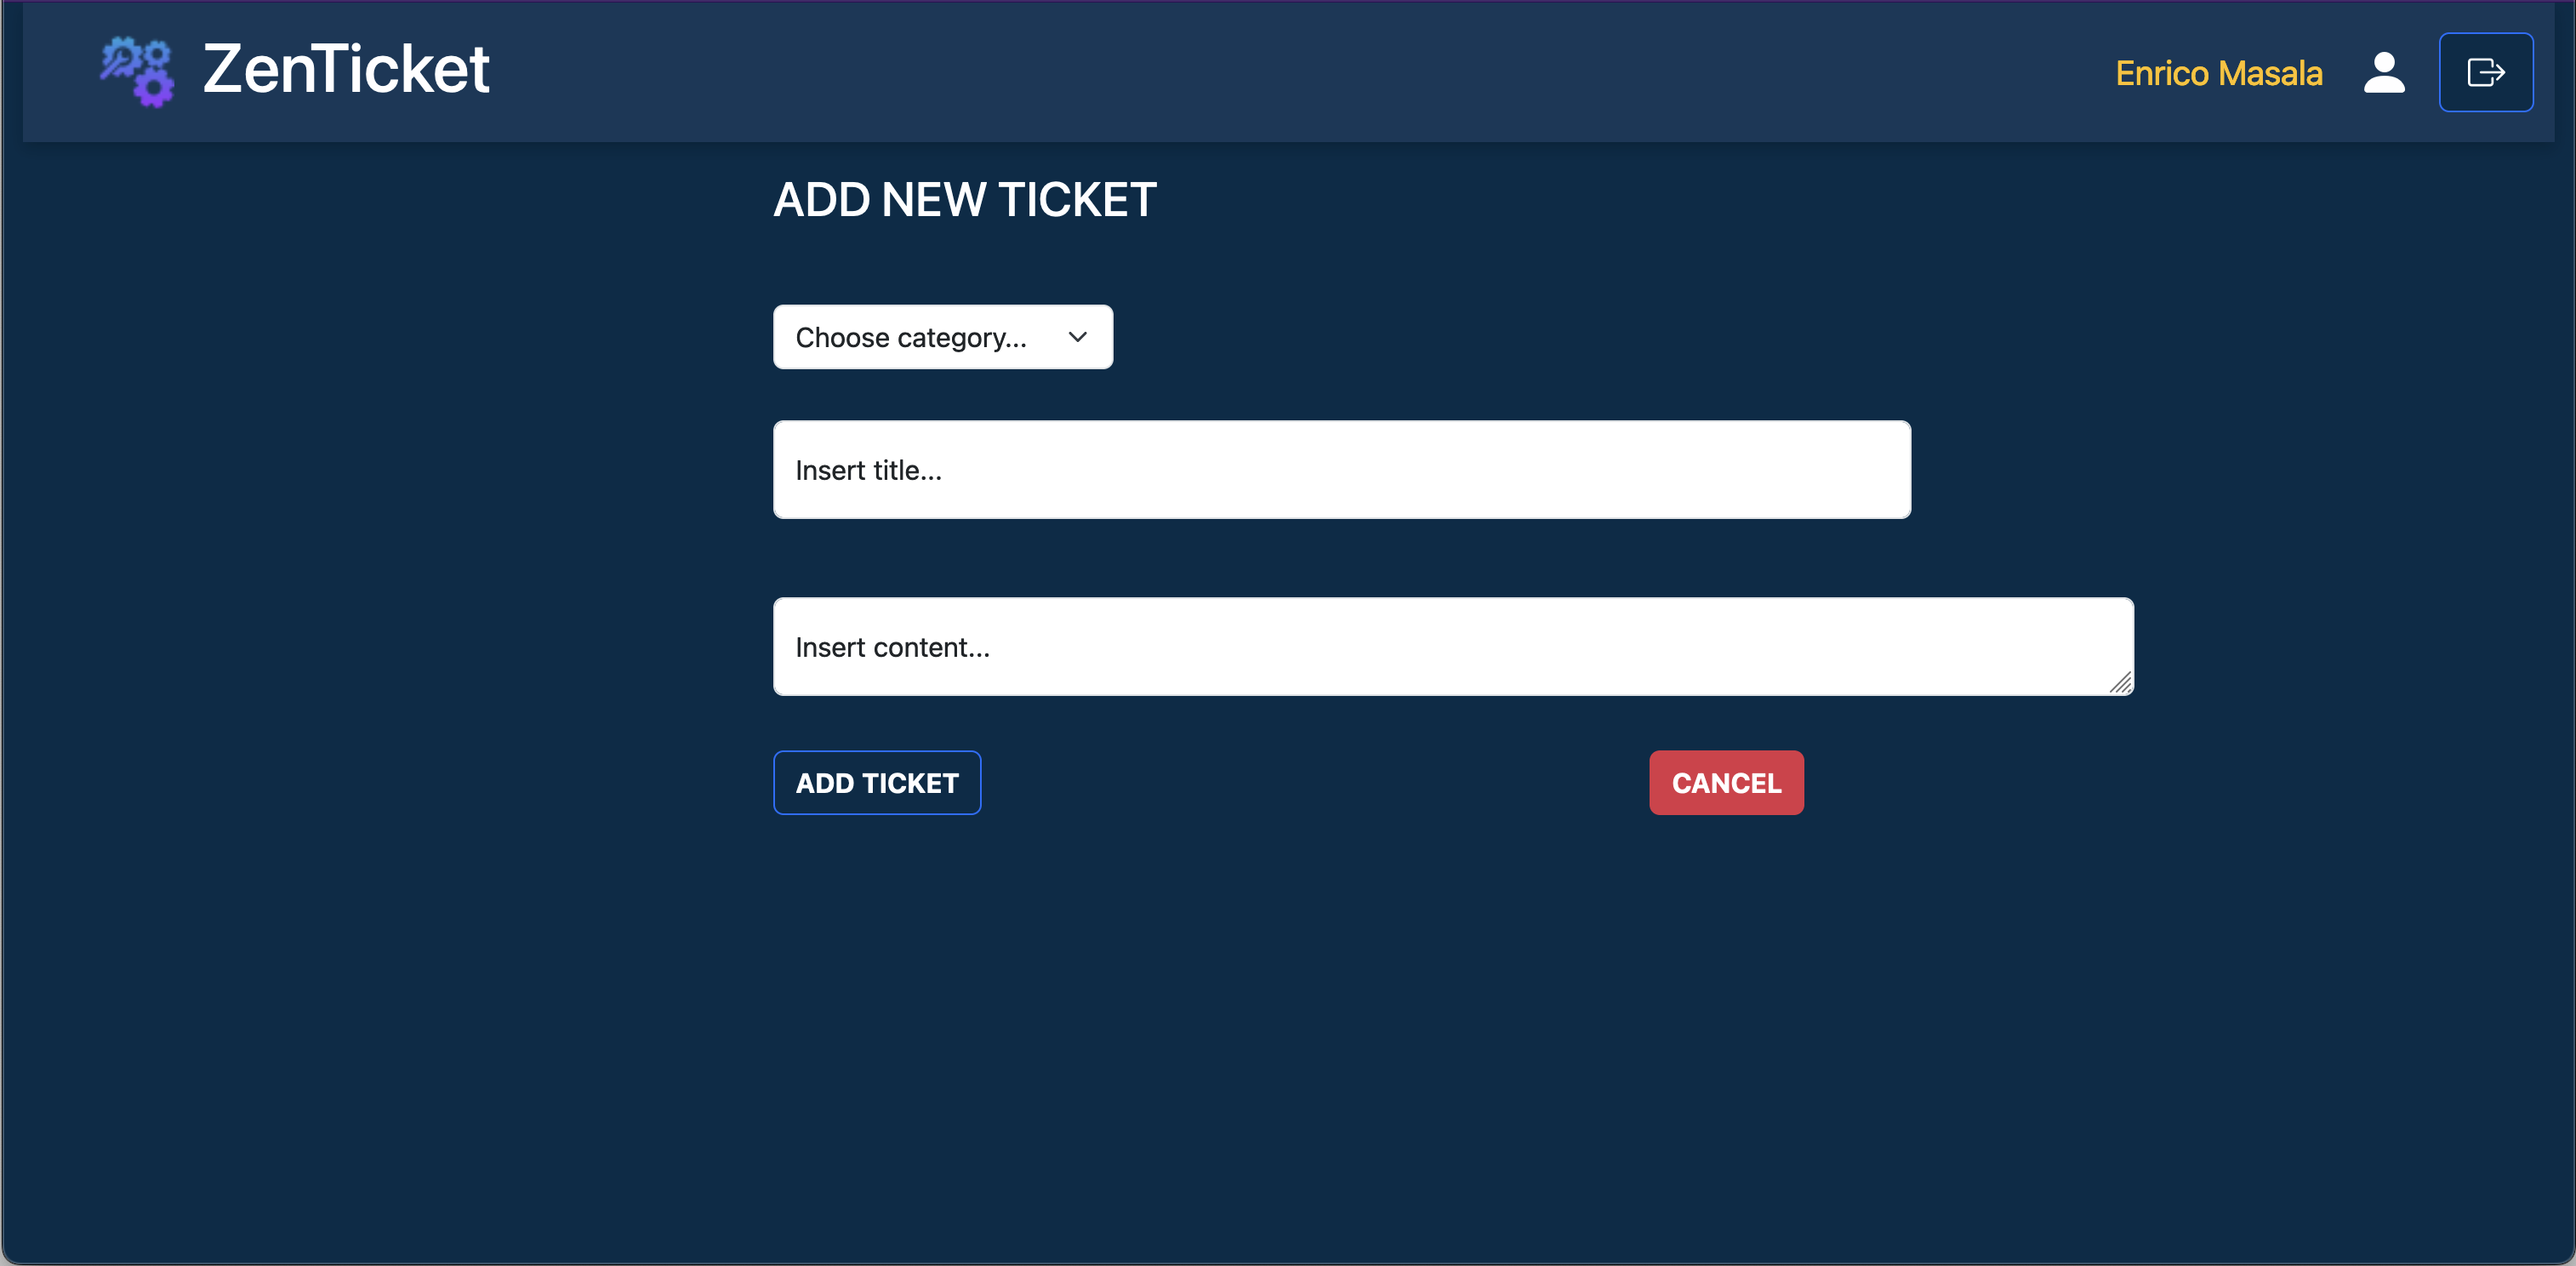 ZenTicket
Enrico Masala
ADD NEW TICKET
Choose category...
Insert title...
Insert content...
ADD TICKET
CANCEL